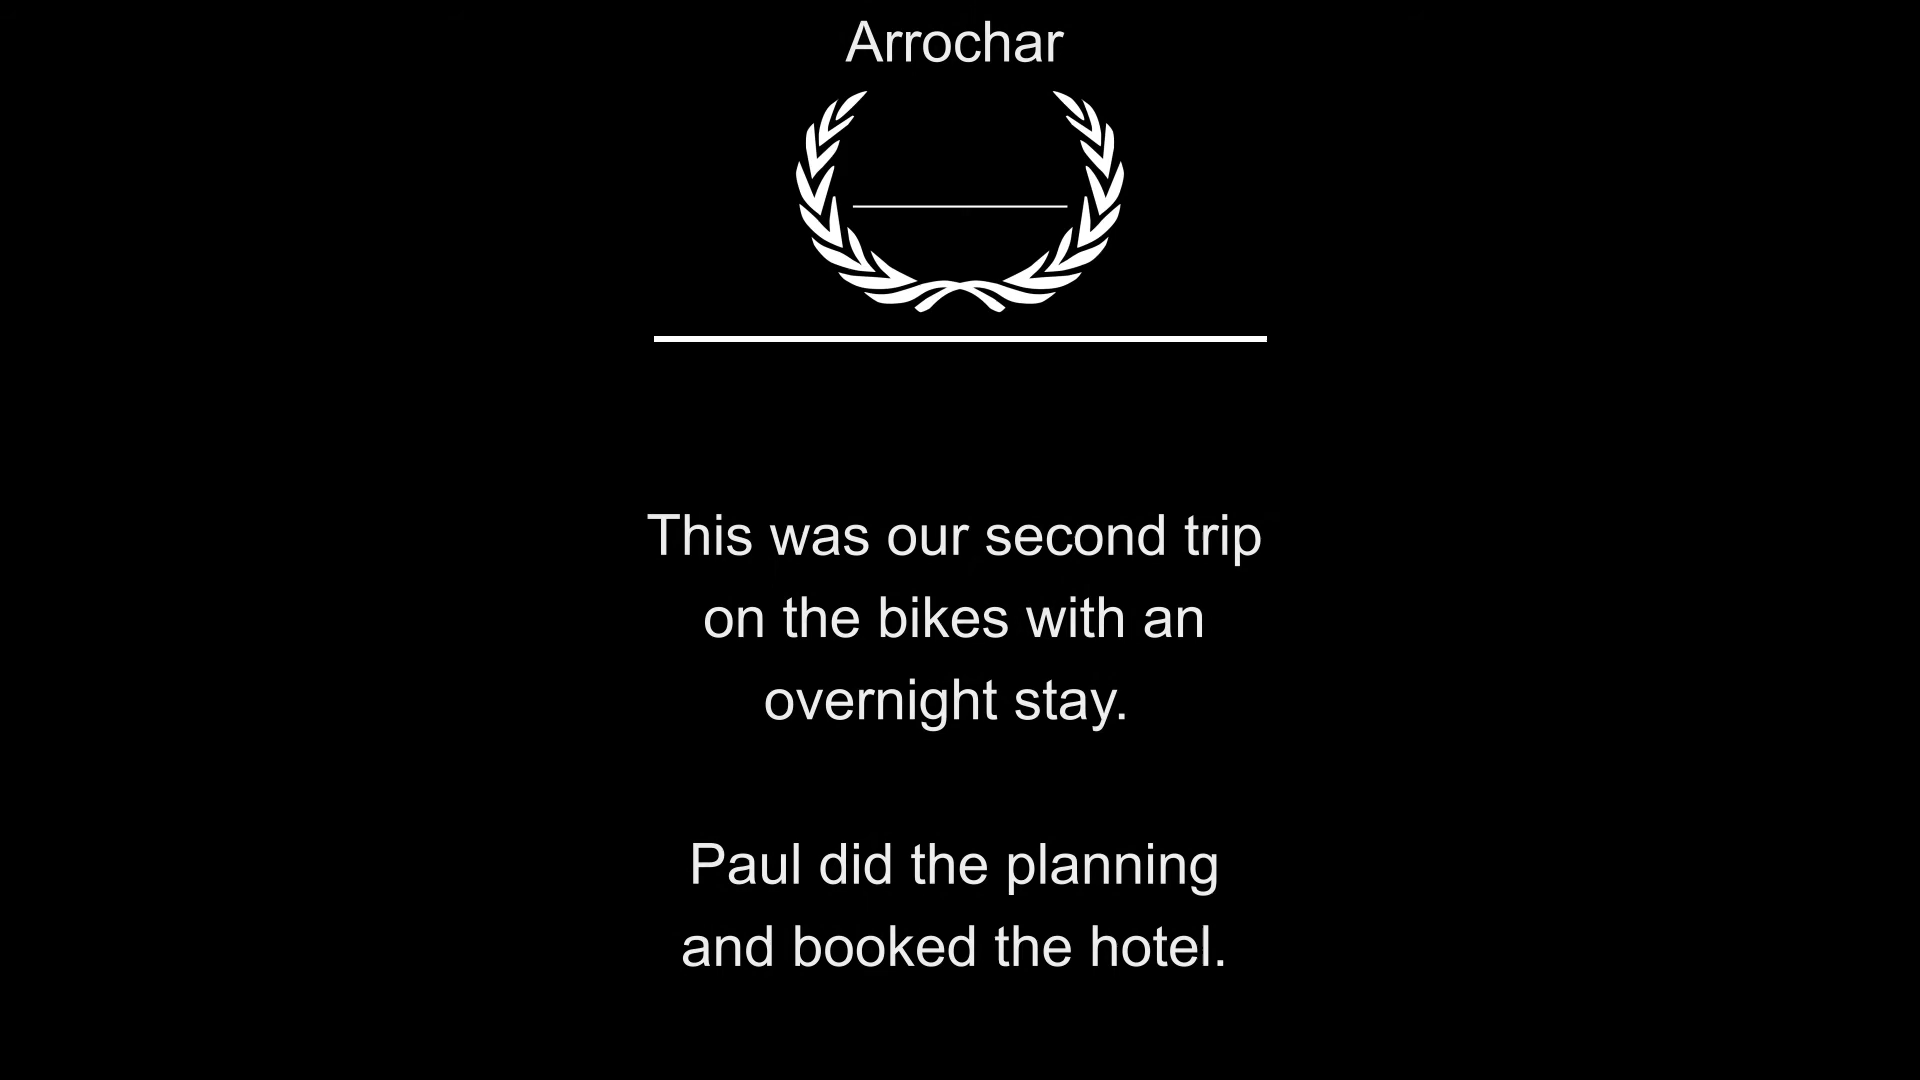 Arrochar
This was our second trip
on the bikes with an
overnight stay.
Paul did the planning
and booked the hotel.